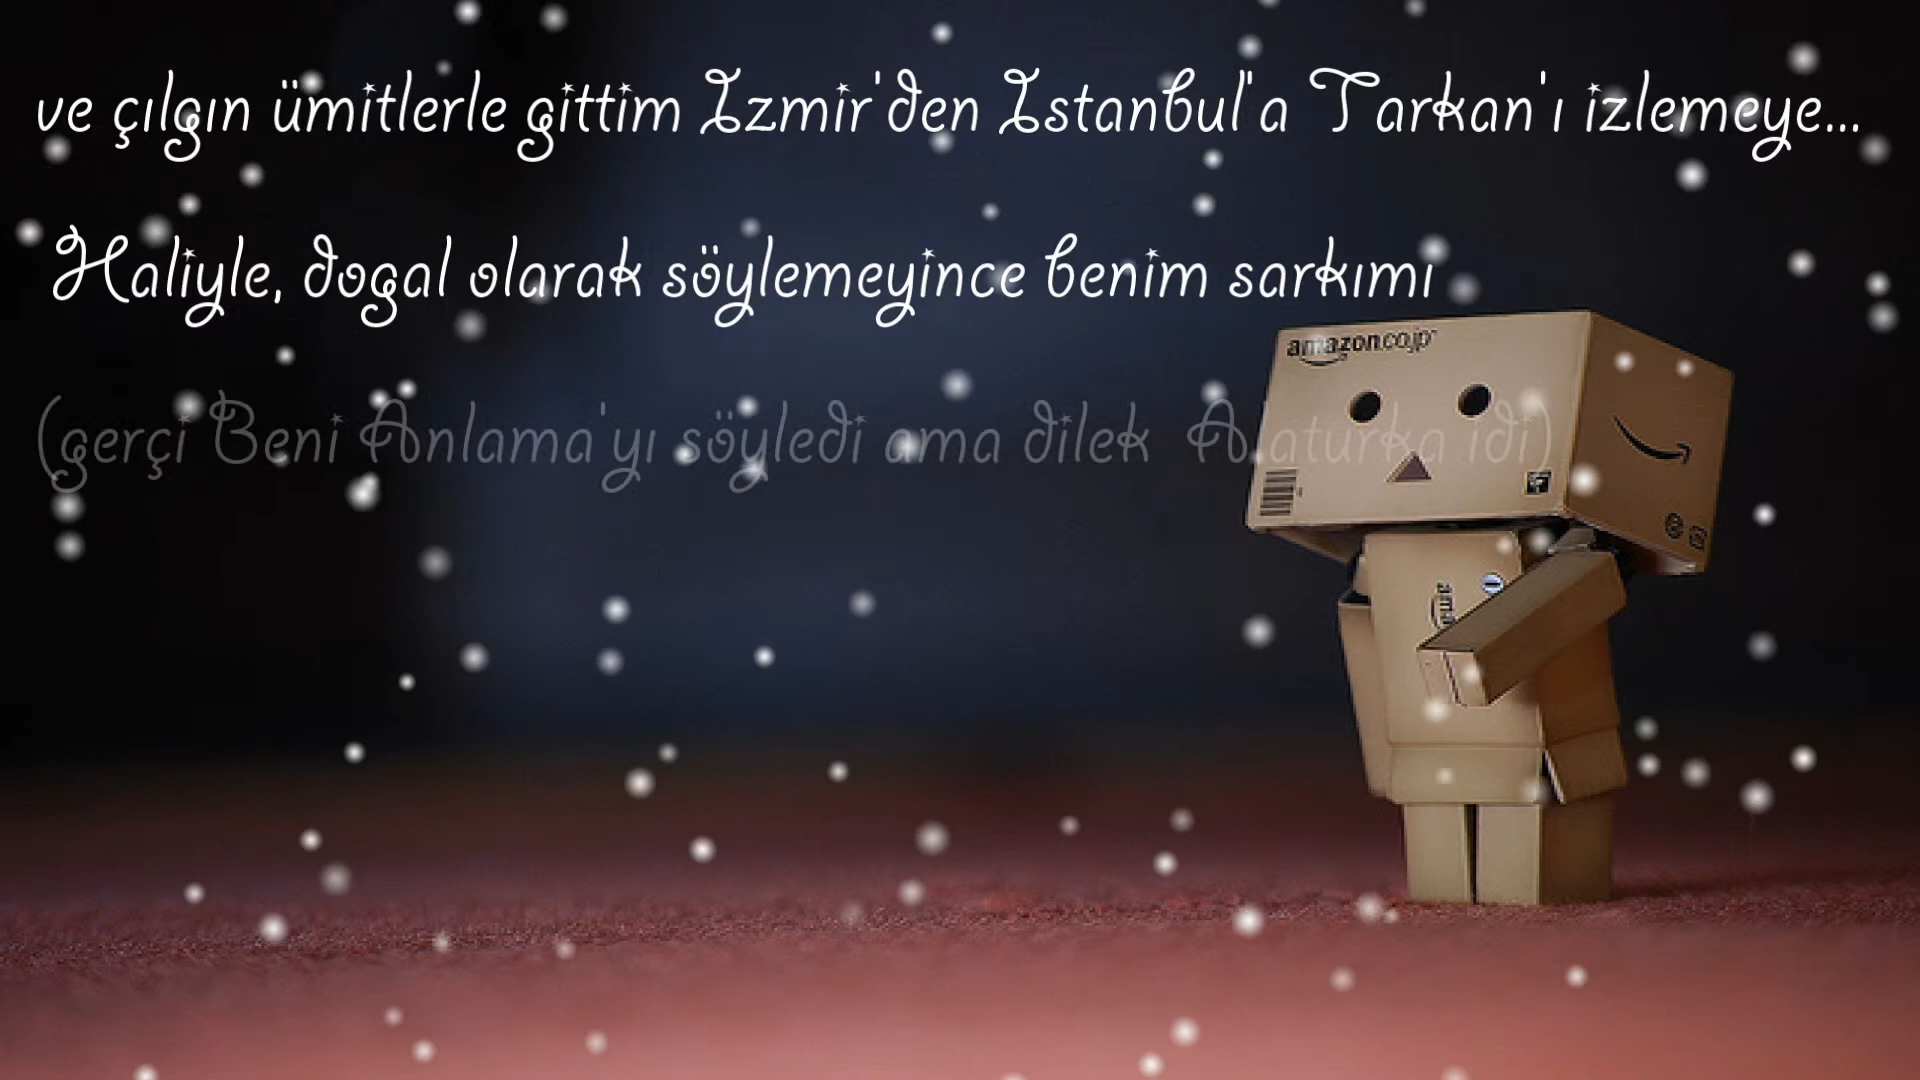 ve çılgın ümitlerle gittim Izmir'den Istanbul'a Tarkan'ı izlemeye...
Haliyle, dogal olarak söylemeyince benim sarkımı
(gerçi Beni Anlama'yı söyledi ama dilek Alaturka idi)
amazon.co.jp